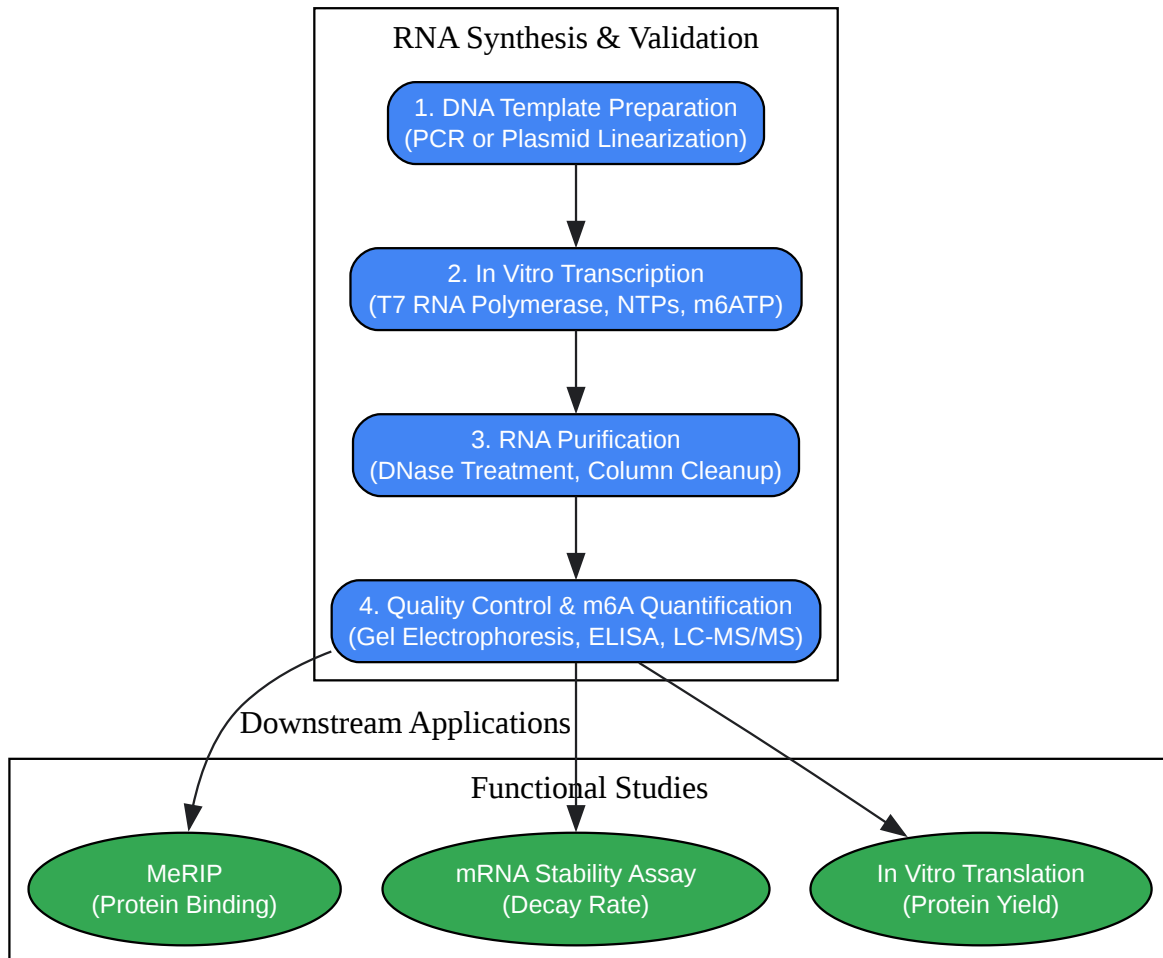 RNA Synthesis & Validation
1. DNA Template Preparation
(PCR or Plasmid Linearization)
2. In Vitro Transcription
(T7 RNA Polymerase, NTPs, m6ATP)
3. RNA Purification
(DNase Treatment, Column Cleanup)
4. Quality Control & m6A Quantification
(Gel Electrophoresis, ELISA, LC-MS/MS)
Downstream Applications
Functional Studies
MeRIP
(Protein Binding)
mRNA Stability Assay
(Decay Rate)
In Vitro Translation
(Protein Yield)